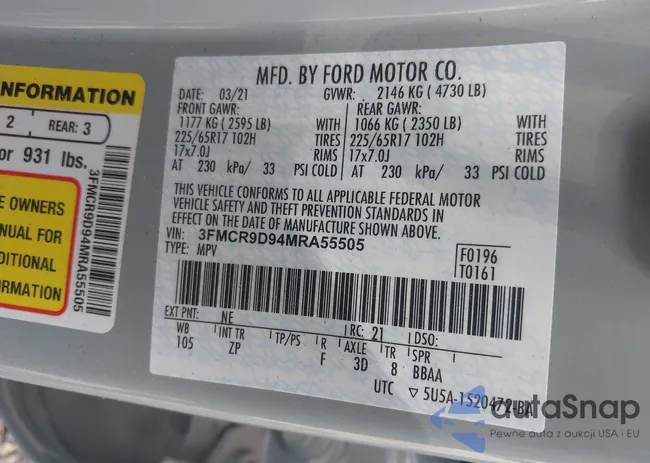 INFORMATION
2 REAR: 3
or 931 lbs.
E OWNERS
NUAL FOR
DITIONAL
ORMATION
3FMCR9D94MRA55505
MFD. BY FORD MOTOR CO.
DATE: 03/21 GVWR: 2146 KG ( 4730 LB)
FRONT GAWR: REAR GAWR:
1177 KG ( 2595 LB) WITH 1066 KG ( 2350 LB) WITH
225/65R17 102H TIRES 225/65R17 102H TIRES
17x7.0J RIMS 17x7.0J RIMS
AT 230 kPa/ 33 PSI COLD AT 230 kPa/ 33 PSI COLD
THIS VEHICLE CONFORMS TO ALL APPLICABLE FEDERAL MOTOR
VEHICLE SAFETY AND THEFT PREVENTION STANDARDS IN
EFFECT ON THE DATE OF MANUFACTURE SHOWN ABOVE.
VIN: 3FMCR9D94MRA55505
TYPE: MPV
F0196
T0161
EXT PNT: NE RC: 21 DSO:
WB INT TR TP/PS R AXLE TR SPR
105 ZP F 3D 8 BBAA
UTC ▽ 5U5A-1520472-BA
autoSnap
Pewne auta z aukcji USA i EU